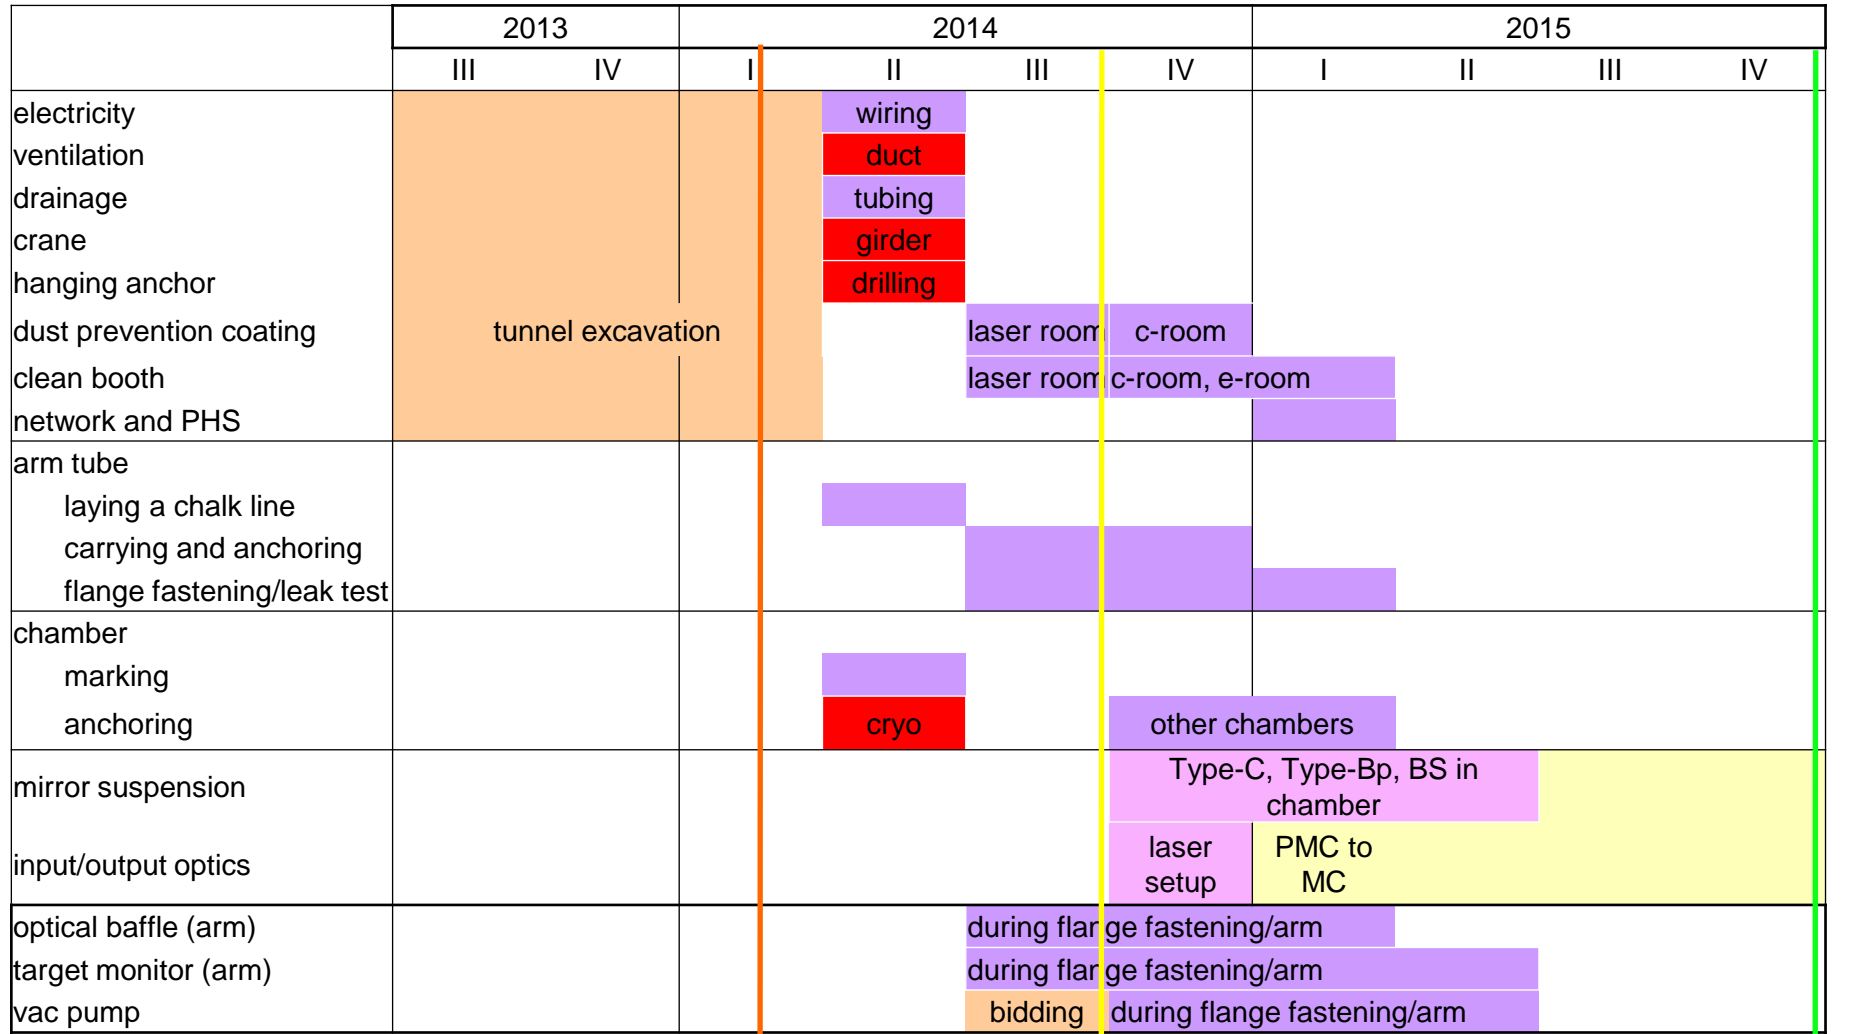 2013 2014 2015
III IV I II III IV I II III IV
electricity wiring
ventilation duct
drainage tubing
crane girder
hanging anchor drilling
dust prevention coating tunnel excavation laser room c-room
clean booth laser room c-room, e-room
network and PHS
arm tube
laying a chalk line
carrying and anchoring
flange fastening/leak test
chamber
marking
anchoring cryo other chambers
mirror suspension Type-C, Type-Bp, BS in
chamber
input/output optics laser PMC to
setup MC
optical baffle (arm) during flange fastening/arm
target monitor (arm) during flange fastening/arm
vac pump bidding during flange fastening/arm